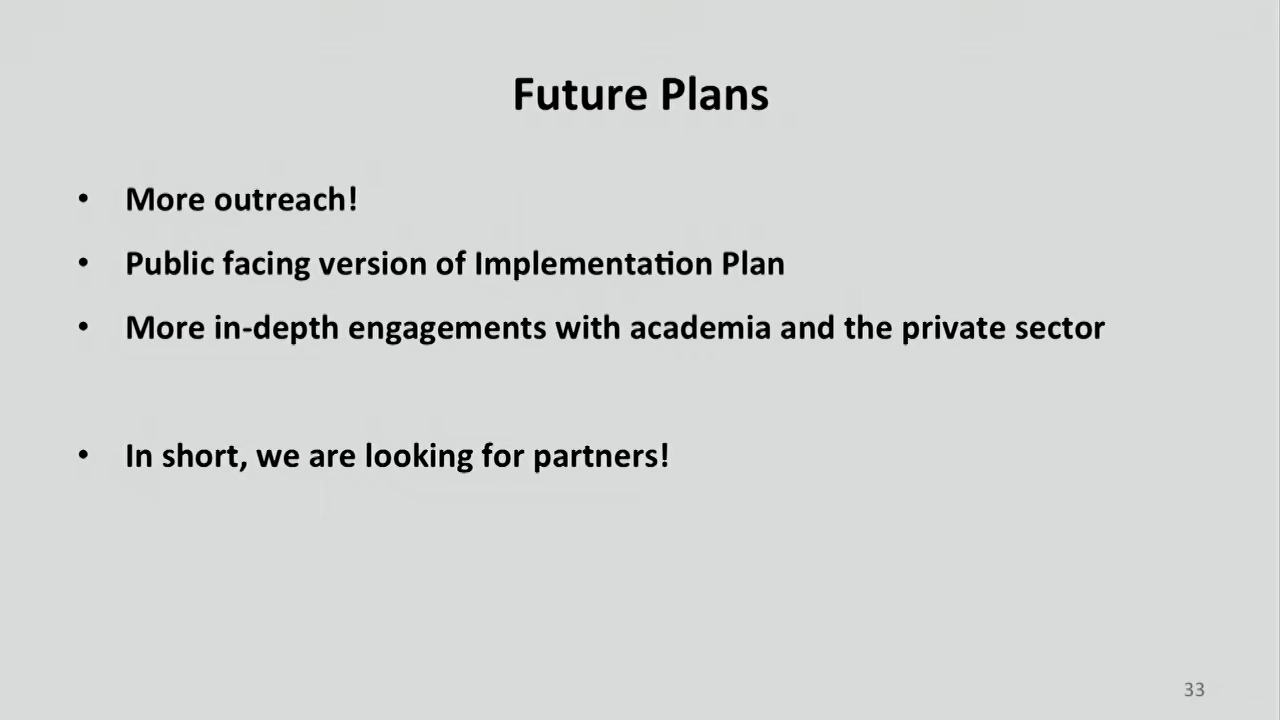 Future Plans
• More outreach!
• Public facing version of Implementation Plan
• More in-depth engagements with academia and the private sector
• In short, we are looking for partners!
33